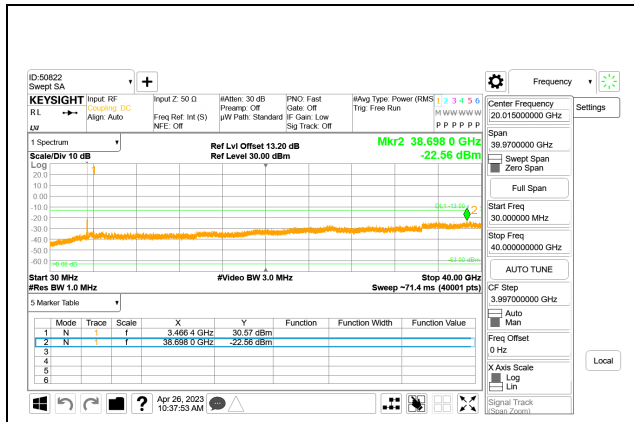 ID:50822
Swept SA
+
Frequency
KEYSIGHT
RL
LXI
Input: RF
Coupling: DC
Align: Auto
Input Z: 50 Ω
Freq Ref: Int (S)
NFE: Off
#Atten: 30 dB
Preamp: Off
µW Path: Standard
PNO: Fast
Gate: Off
IF Gain: Low
Sig Track: Off
#Avg Type: Power (RMS
Trig: Free Run
1 2 3 4 5 6
M W W W W W
P P P P P P
Center Frequency
20.015000000 GHz
Settings
1 Spectrum
Scale/Div 10 dB
Ref Lvl Offset 13.20 dB
Ref Level 30.00 dBm
Mkr2 38.698 0 GHz
-22.56 dBm
Span
39.9700000 GHz
Swept Span
Zero Span
Log
20.0
10.0
0.00
-10.0
-20.0
-30.0
-40.0
-50.0
-60.0
1
2
Full Span
Start Freq
30.000000 MHz
Stop Freq
40.000000000 GHz
AUTO TUNE
Start 30 MHz
#Res BW 1.0 MHz
#Video BW 3.0 MHz
Stop 40.00 GHz
Sweep ~71.4 ms (40001 pts)
CF Step
3.997000000 GHz
Auto
Man
5 Marker Table
Mode Trace Scale X Y Function Function Width Function Value
1 N 1 f 3.466 4 GHz 30.57 dBm
2 N 1 f 38.698 0 GHz -22.56 dBm
3
4
5
6
Freq Offset
0 Hz
X Axis Scale
Log
Lin
Local
Signal Track
(Span Zoom)
?
Apr 26, 2023
10:37:53 AM